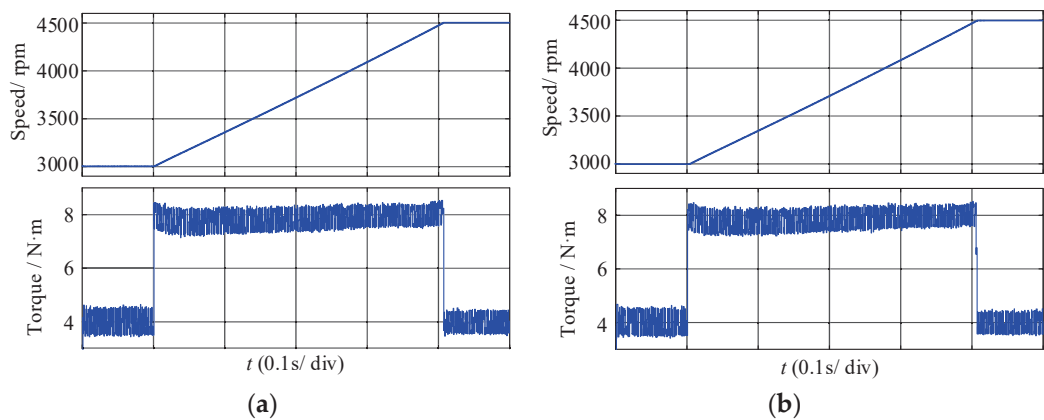 4500
4000
3500
3000
Speed/ rpm
8
6
4
Torque / N·m
t (0.1s/ div)
(a)
4500
4000
3500
3000
Speed/ rpm
8
6
4
Torque / N·m
t (0.1s/ div)
(b)